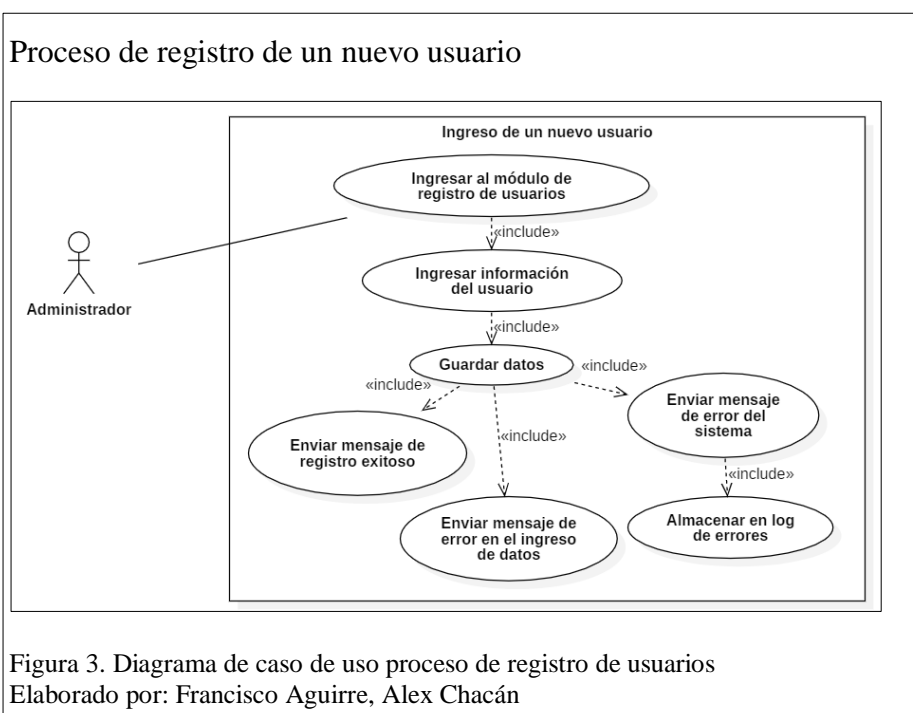 Proceso de registro de un nuevo usuario
Ingreso de un nuevo usuario
Ingresar al módulo de
registro de usuarios
«include»
Administrador
Ingresar información
del usuario
«include»
Guardar datos
«include»
«include»
«include»
Enviar mensaje
de error del
sistema
Enviar mensaje de
registro exitoso
«include»
Enviar mensaje de
error en el ingreso
de datos
Almacenar en log
de errores
Figura 3. Diagrama de caso de uso proceso de registro de usuarios
Elaborado por: Francisco Aguirre, Alex Chacán